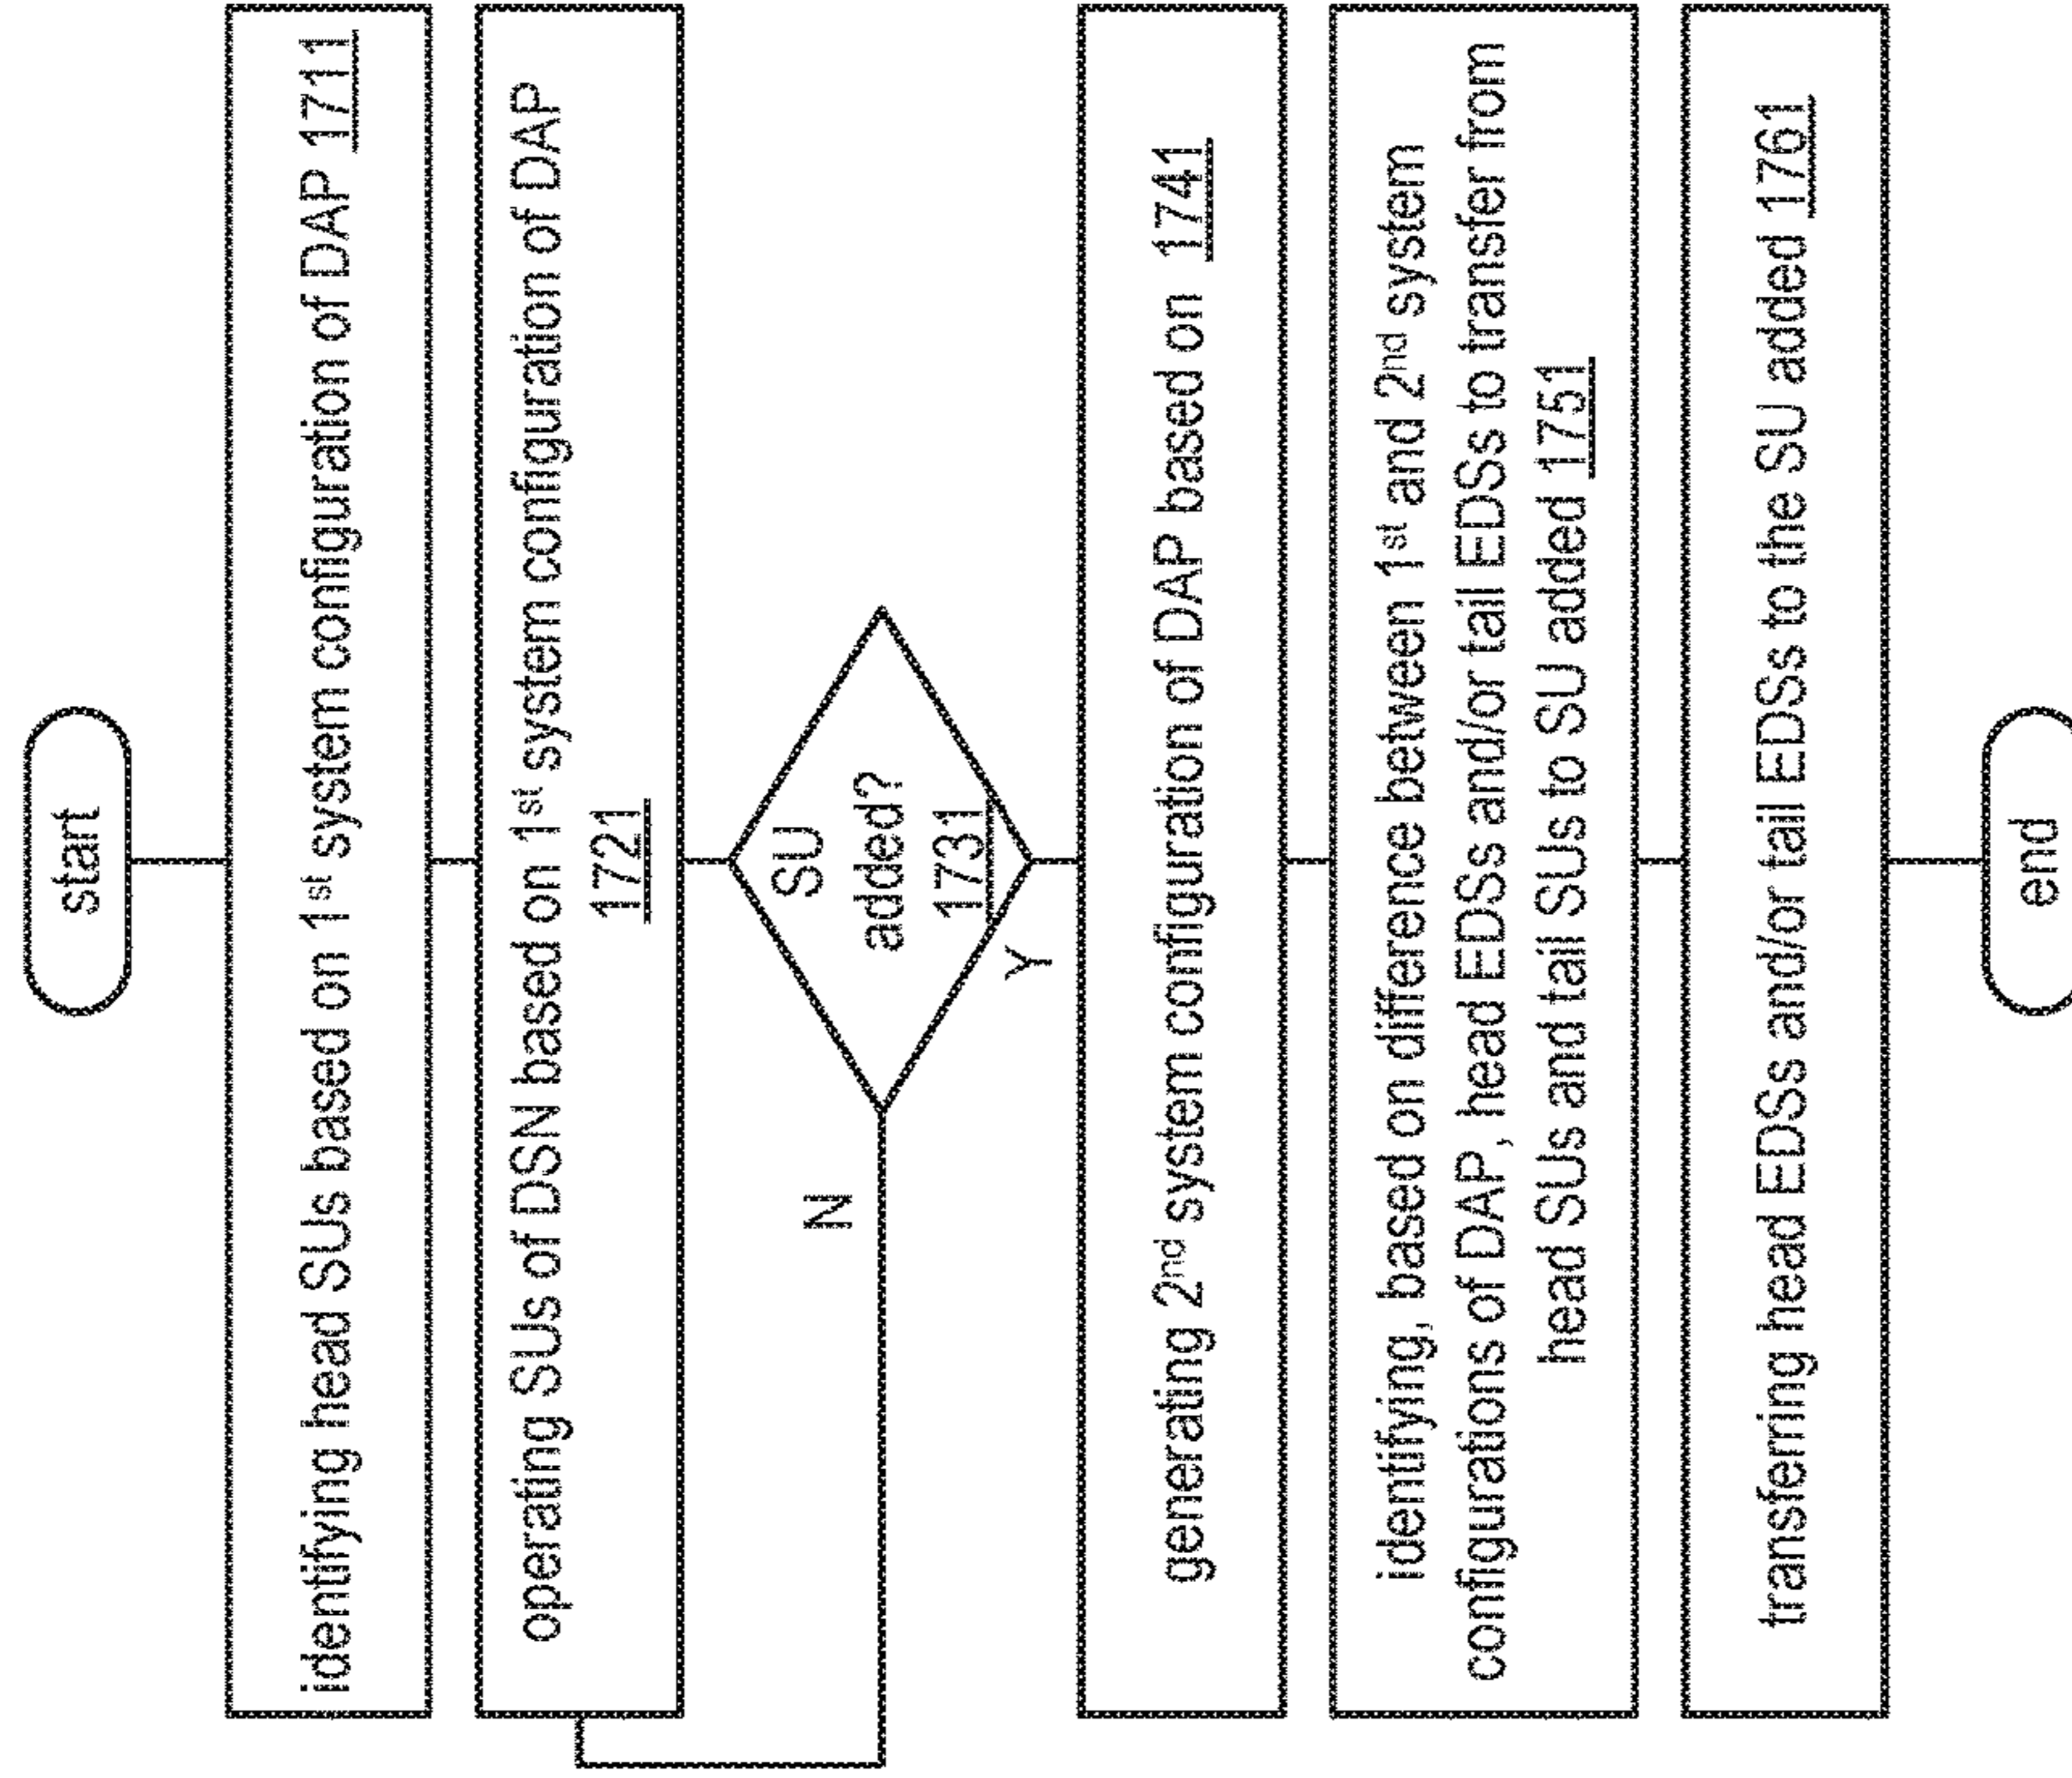 start
identifying head SUs based on 1st system configuration of DAP 1711
operating SUs of DSN based on 1st system configuration of DAP
1721
SU
added?
1731
N
Y
generating 2nd system configuration of DAP based on 1741
identifying, based on difference between 1st and 2nd system
configurations of DAP, head EDSs and/or tail EDSs to transfer from
head SUs and tail SUs to SU added 1751
transferring head EDSs and/or tail EDSs to the SU added 1761
end